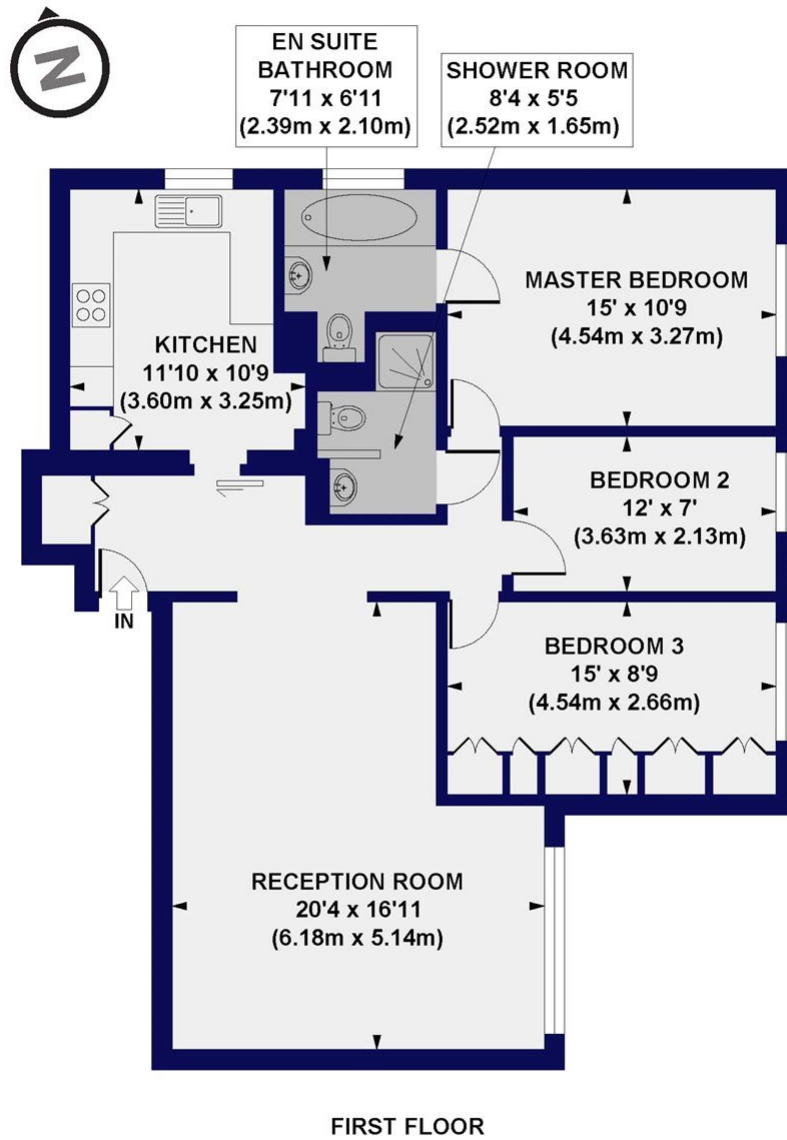 N
EN SUITE
BATHROOM
7'11 x 6'11
(2.39m x 2.10m)
SHOWER ROOM
8'4 x 5'5
(2.52m x 1.65m)
KITCHEN
11'10 x 10'9
(3.60m x 3.25m)
MASTER BEDROOM
15' x 10'9
(4.54m x 3.27m)
BEDROOM 2
12' x 7'
(3.63m x 2.13m)
IN
BEDROOM 3
15' x 8'9
(4.54m x 2.66m)
RECEPTION ROOM
20'4 x 16'11
(6.18m x 5.14m)
FIRST FLOOR